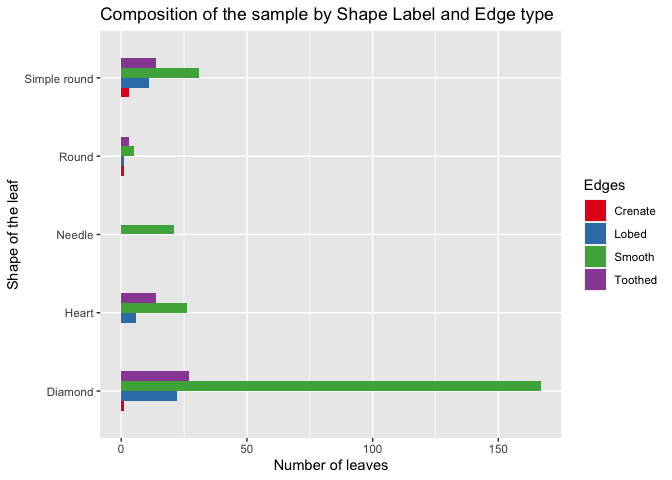 Composition of the sample by Shape Label and Edge type
Shape of the leaf
Simple round
Round
Needle
Heart
Diamond
0 50 100 150
Number of leaves
Edges
Crenate
Lobed
Smooth
Toothed